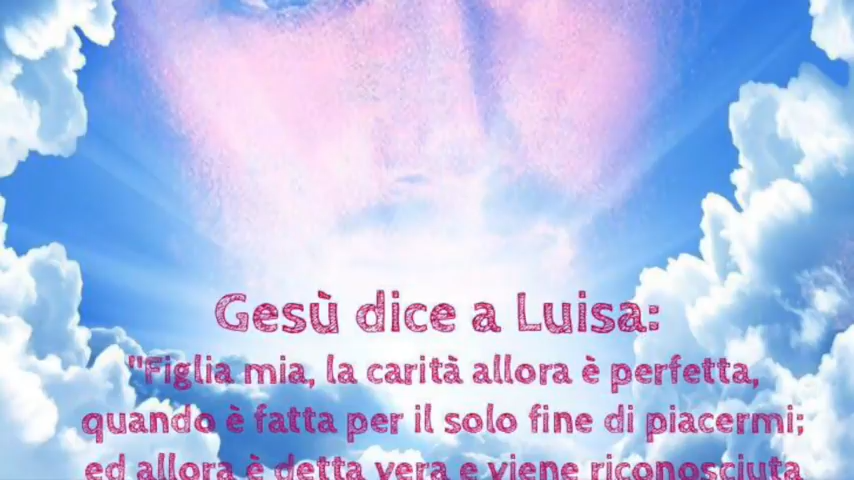 Gesù dice a Luisa:
"Figlia mia, la carità allora è perfetta,
quando è fatta per il solo fine di piacermi;
ed allora è detta vera e viene riconosciuta